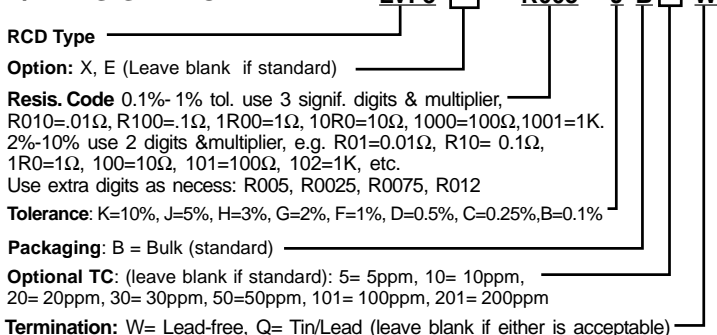 RCD Type
Option: X, E (Leave blank if standard)
Resis. Code 0.1%- 1% tol. use 3 signif. digits & multiplier,
R010=.01Ω, R100=.1Ω, 1R00=1Ω, 10R0=10Ω, 1000=100Ω,1001=1K.
2%-10% use 2 digits &multiplier, e.g. R01=0.01Ω, R10= 0.1Ω,
1R0=1Ω, 100=10Ω, 101=100Ω, 102=1K, etc.
Use extra digits as necess: R005, R0025, R0075, R012
Tolerance: K=10%, J=5%, H=3%, G=2%, F=1%, D=0.5%, C=0.25%,B=0.1%
Packaging: B = Bulk (standard)
Optional TC: (leave blank if standard): 5= 5ppm, 10= 10ppm,
20= 20ppm, 30= 30ppm, 50=50ppm, 101= 100ppm, 201= 200ppm
Termination: W= Lead-free, Q= Tin/Lead (leave blank if either is acceptable)